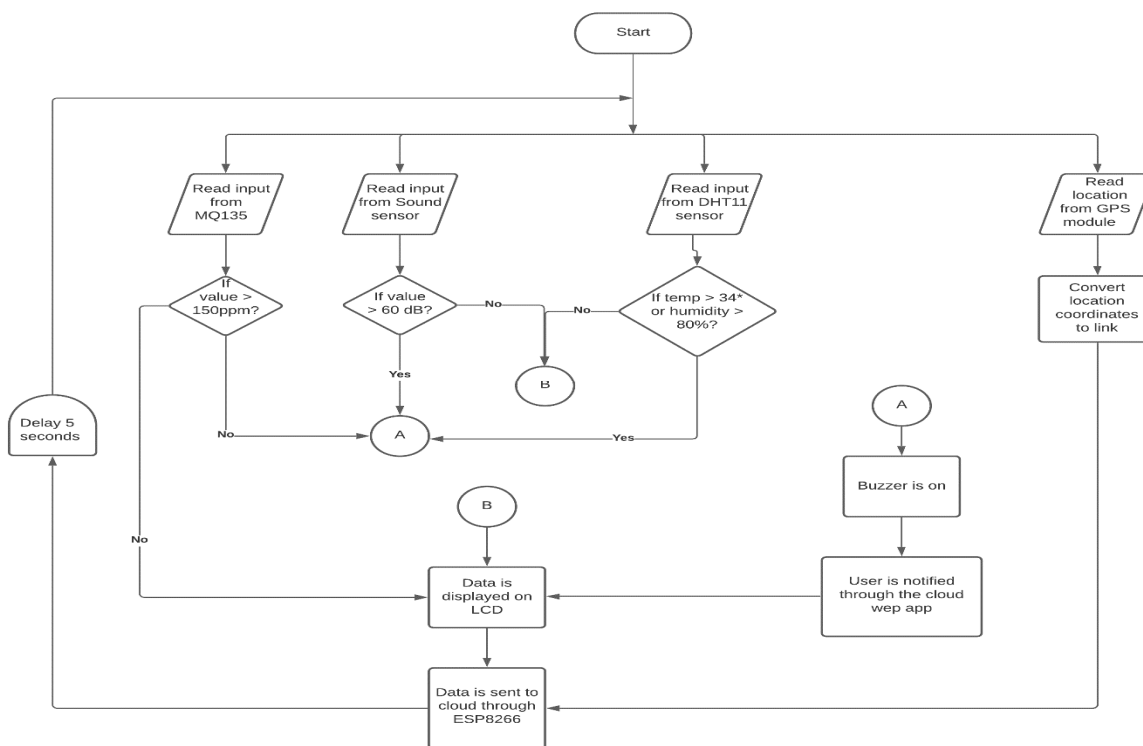 Start
Read input
from
MQ135
Read input
from Sound
sensor
Read input
from DHT11
sensor
Read
location
from GPS
module
If
value >
150ppm?
If value
> 60 dB?
No
No
If temp > 34*
or humidity >
80%?
Convert
location
coordinates
to link
Yes
B
A
Delay 5
seconds
No
A
Yes
Buzzer is on
B
No
Data is
displayed on
LCD
User is notified
through the cloud
wep app
Data is sent to
cloud through
ESP8266